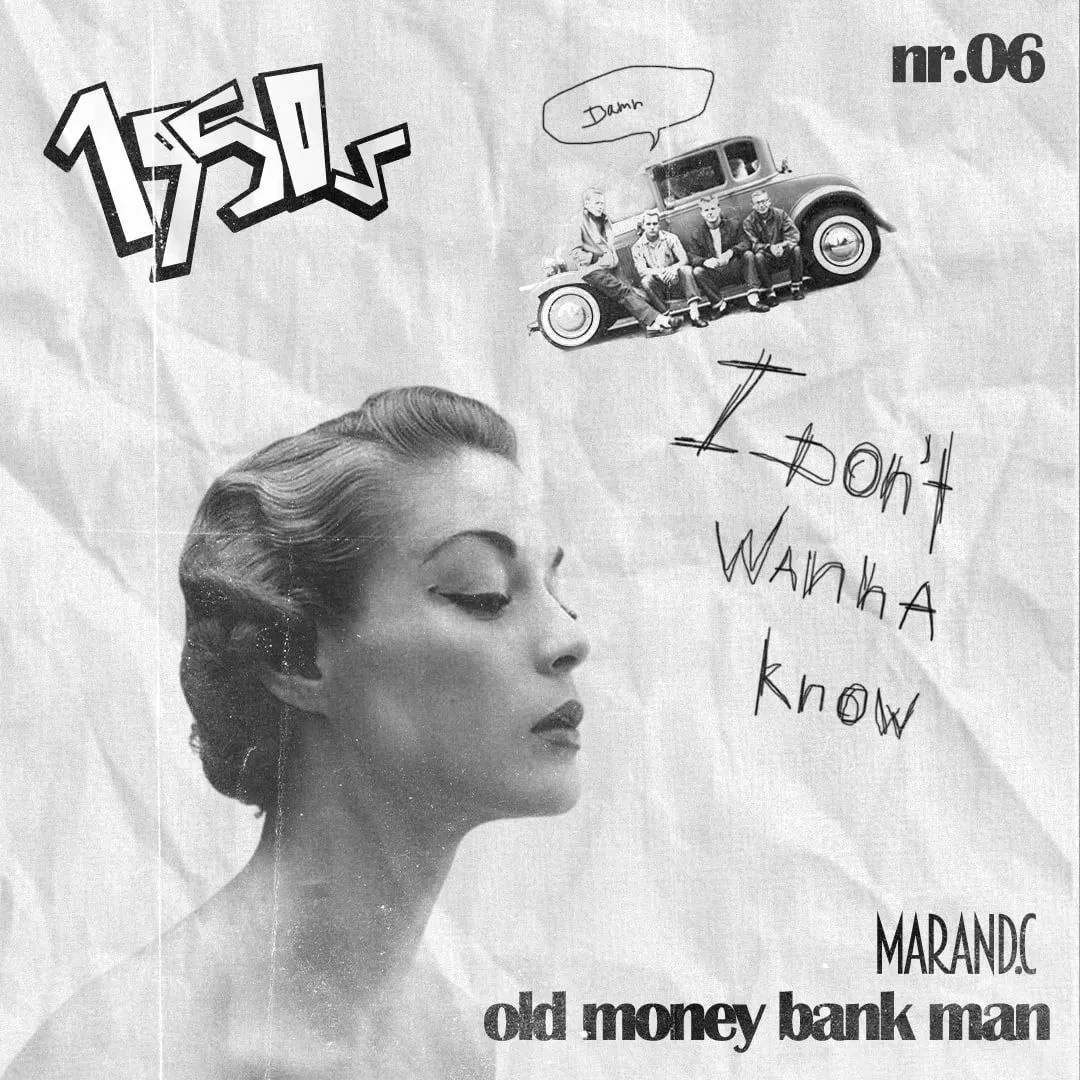 nr.06
1950s
Damn
I Don't
Wanna
know
MARAND.C
old money bank man